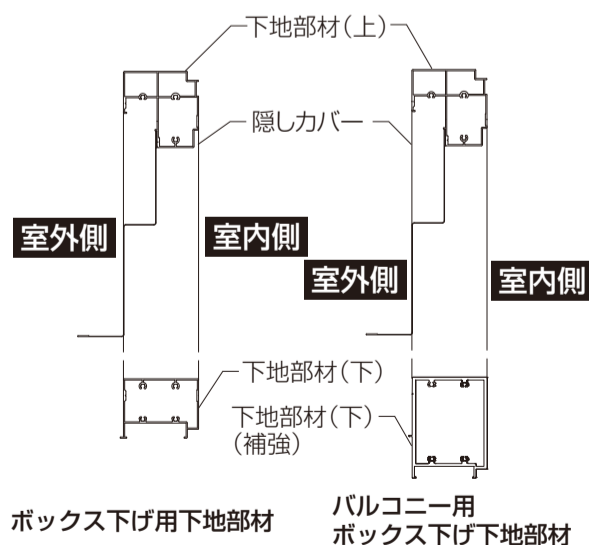 下地部材(上)
隠しカバー
室外側
室内側
室外側
室内側
下地部材(下)
下地部材(下)
(補強)
ボックス下げ用下地部材
バルコニー用
ボックス下げ下地部材